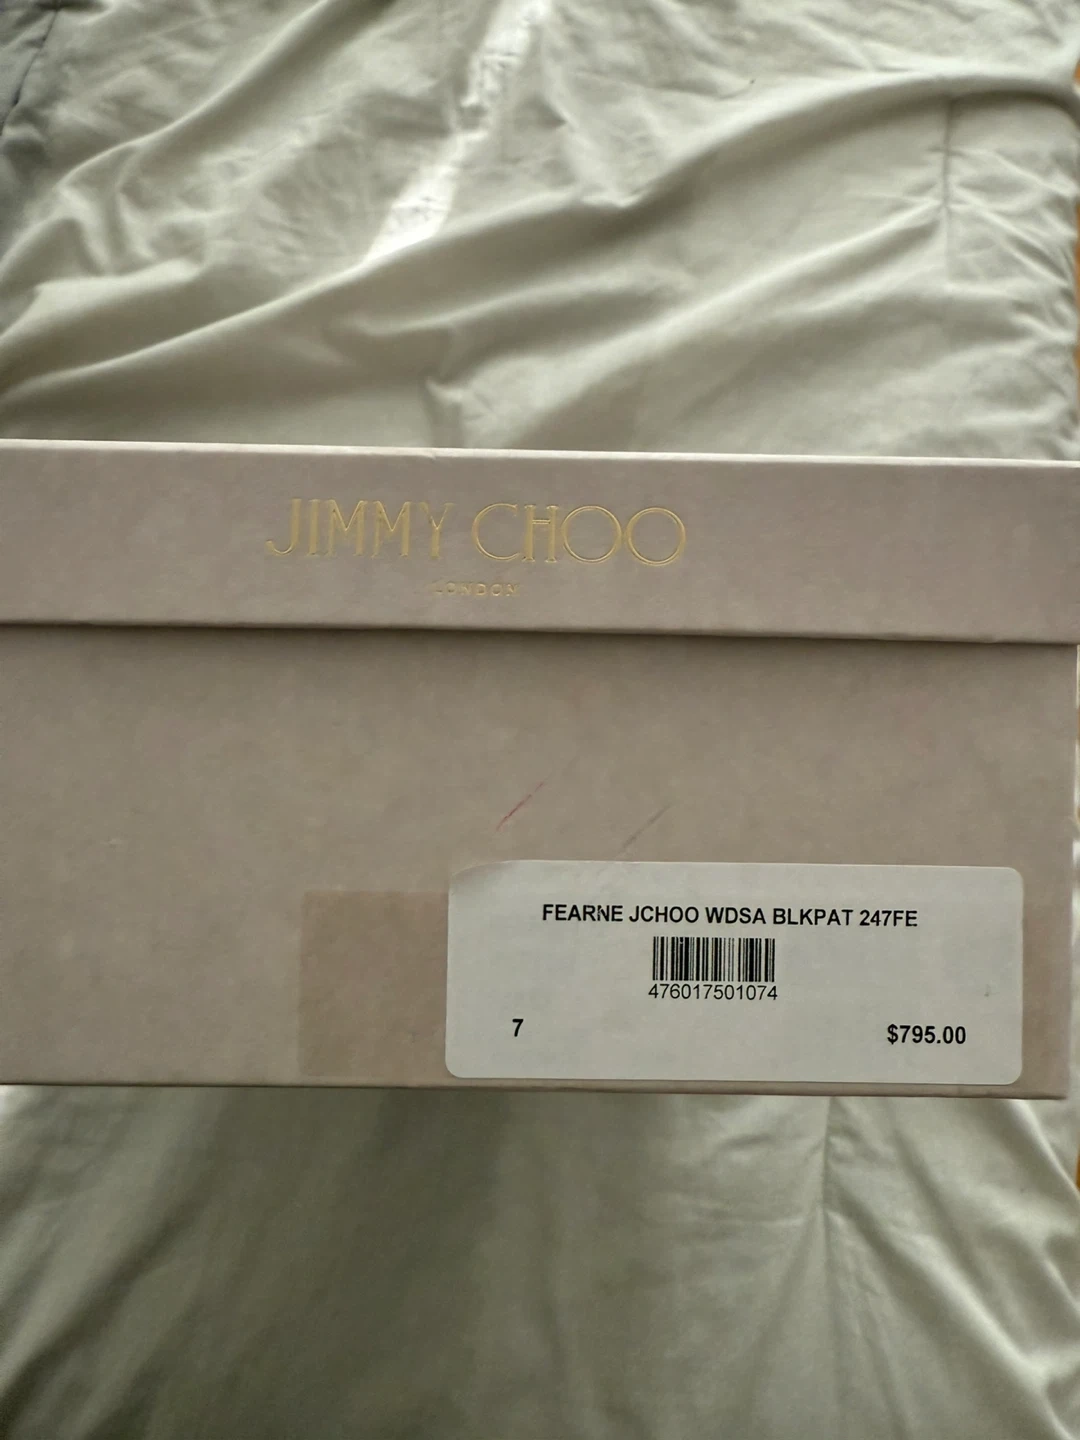 JIMMY CHOO
LONDON
FEARNE JCHOO WDSA BLKPAT 247FE
476017501074
7
$795.00